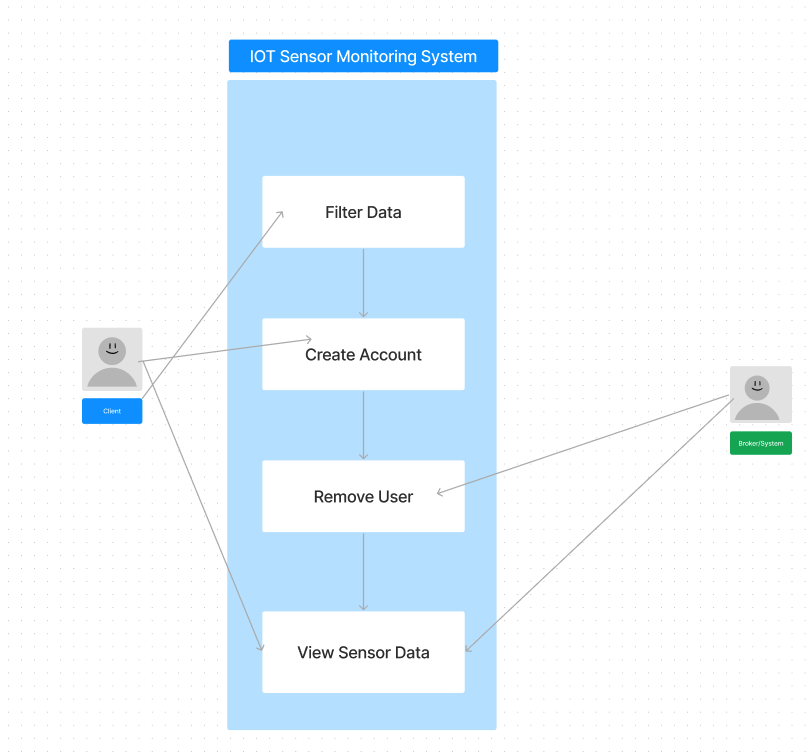 IOT Sensor Monitoring System
Filter Data
Create Account
Client
Broker/System
Remove User
View Sensor Data